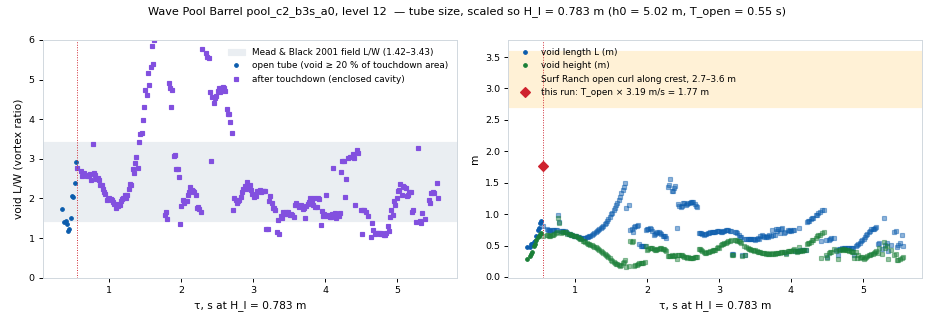 Wave Pool Barrel pool_c2_b3s_a0, level 12 — tube size, scaled so H_l = 0.783 m (h0 = 5.02 m, T_open = 0.55 s)
void L/W (vortex ratio)
6
5
4
3
2
1
0
Mead & Black 2001 field L/W (1.42–3.43)
open tube (void ≥ 20 % of touchdown area)
after touchdown (enclosed cavity)
1 2 3 4 5
τ, s at H_l = 0.783 m
m
3.5
3.0
2.5
2.0
1.5
1.0
0.5
0.0
void length L (m)
void height (m)
Surf Ranch open curl along crest, 2.7–3.6 m
this run: T_open × 3.19 m/s = 1.77 m
1 2 3 4 5
τ, s at H_l = 0.783 m